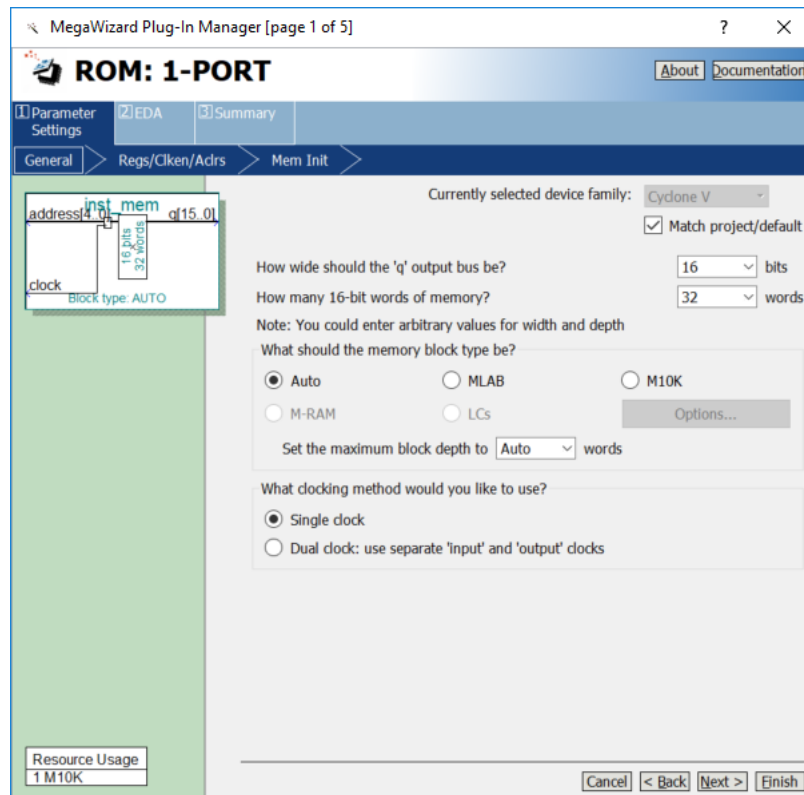 MegaWizard Plug-In Manager [page 1 of 5]
? ×
ROM: 1-PORT
About Documentation
1 Parameter Settings
2 EDA
3 Summary
General Regs/Clken/Aclrs Mem Init
inst_mem
address[4..0] q[15..0]
16 bits
32 words
clock
Block type: AUTO
Currently selected device family: Cyclone V
Match project/default
How wide should the 'q' output bus be? 16 bits
How many 16-bit words of memory? 32 words
Note: You could enter arbitrary values for width and depth
What should the memory block type be?
Auto MLAB M10K
M-RAM LCs Options...
Set the maximum block depth to Auto words
What clocking method would you like to use?
Single clock
Dual clock: use separate 'input' and 'output' clocks
Resource Usage
1 M10K
Cancel < Back Next > Finish